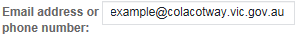 Email address or example@colacotway.vic.gov.au
phone number: